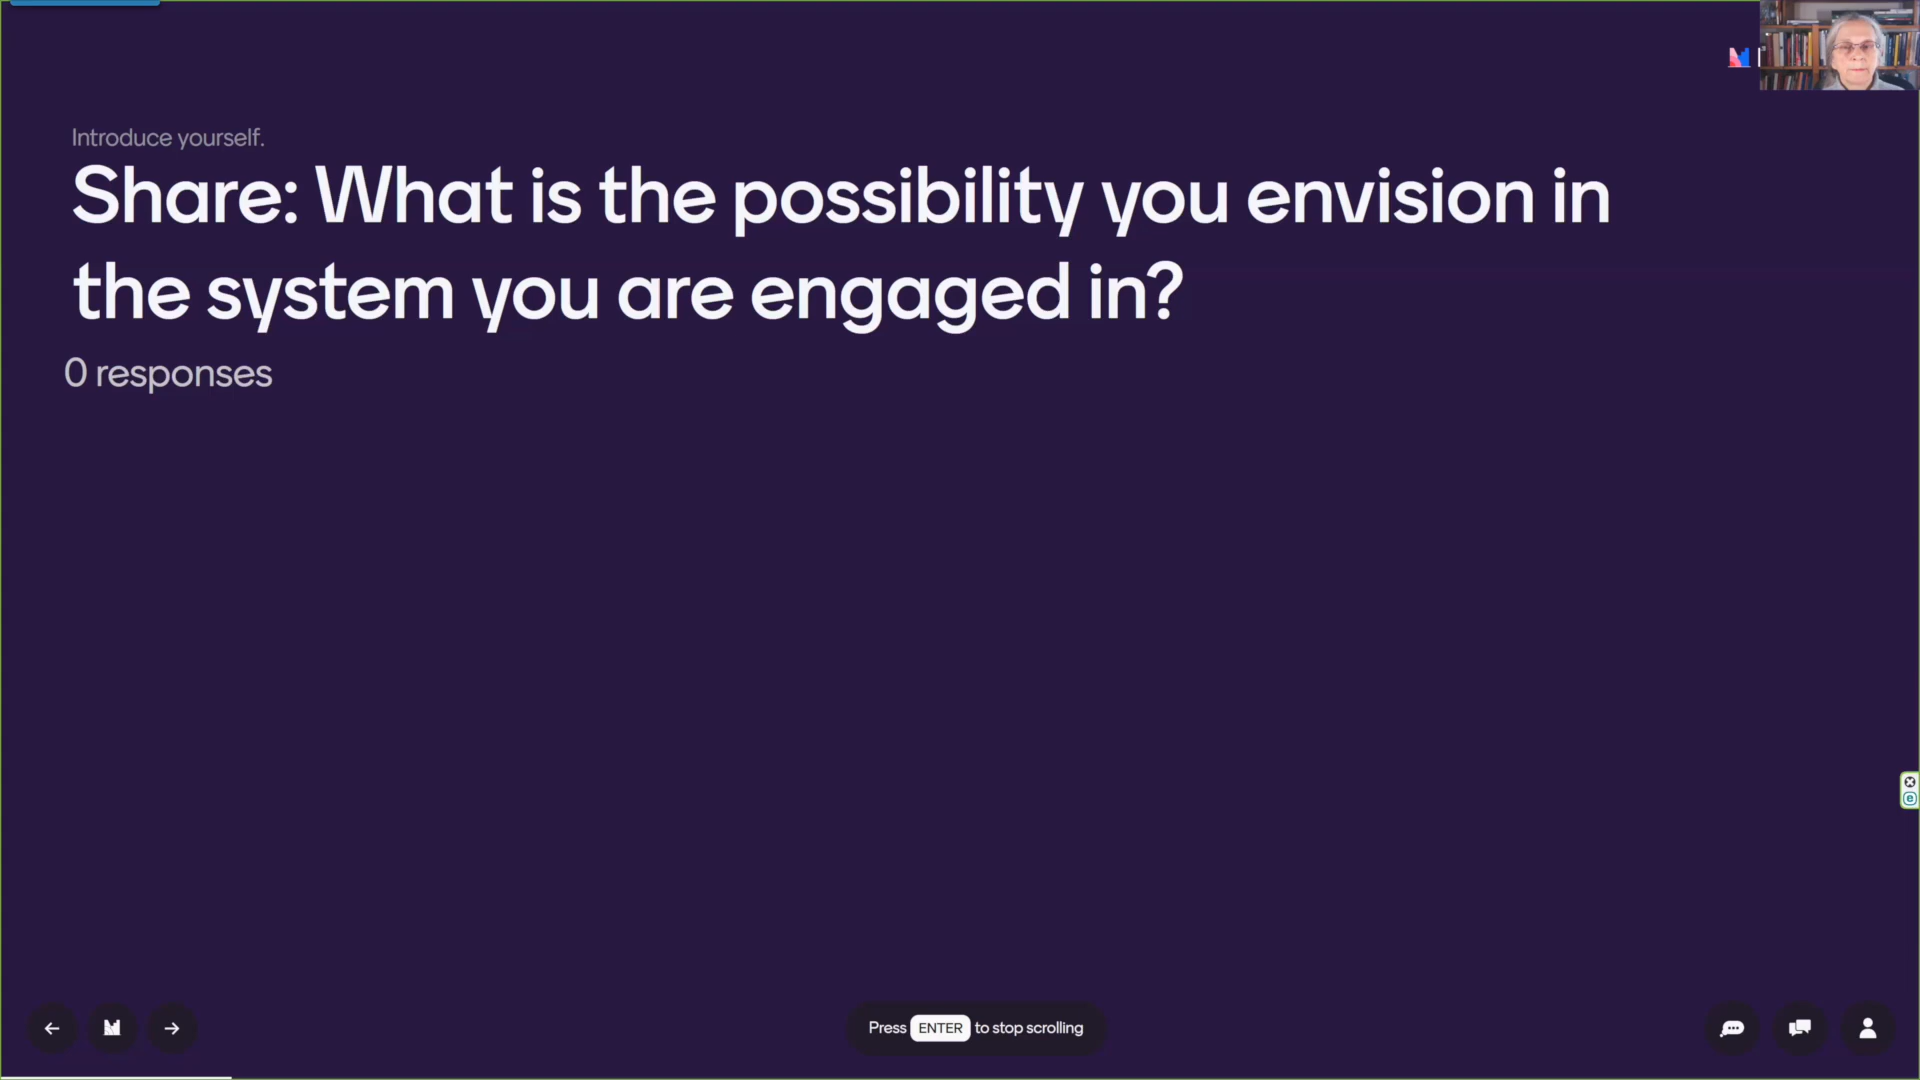 Introduce yourself.
Share: What is the possibility you envision in
the system you are engaged in?
0 responses
Press ENTER to stop scrolling